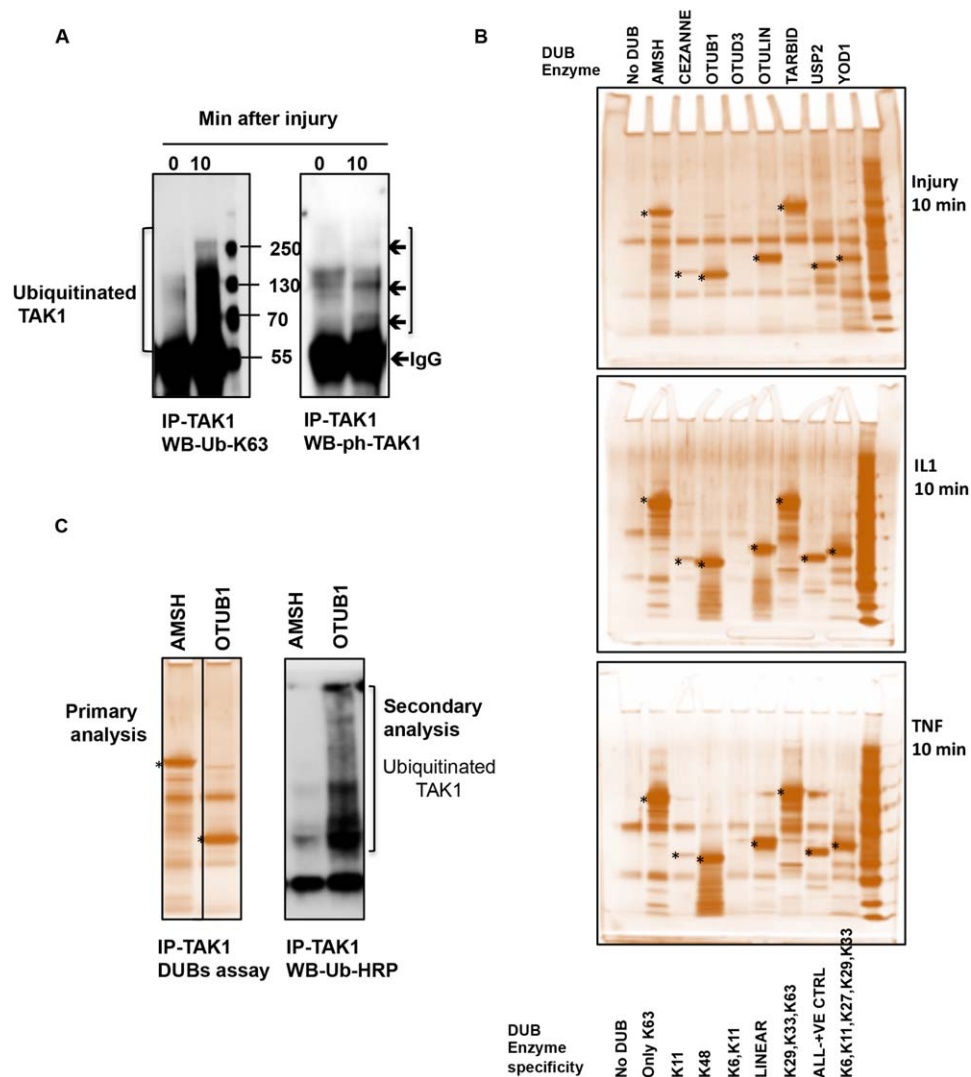 A
Min after injury
0 10 0 10
Ubiquitinated
TAK1
250
130
70
55
IgG
IP-TAK1
WB-Ub-K63
IP-TAK1
WB-ph-TAK1
B
DUB
Enzyme
No DUB
AMSH
CEZANNE
OTUB1
OTUD3
OTULIN
TARBID
USP2
YOD1
*
*
*
*
*
*
*
Injury
10 min
*
*
*
*
*
*
*
IL1
10 min
*
*
*
*
*
*
*
TNF
10 min
DUB
Enzyme
specificity
No DUB
Only K63
K11
K48
K6,K11
LINEAR
K29,K33,K63
ALL-+VE CTRL
K6,K11,K27,K29,K33
C
AMSH
OTUB1
Primary
analysis
*
*
IP-TAK1
DUBs assay
AMSH
OTUB1
Secondary
analysis
Ubiquitinated
TAK1
IP-TAK1
WB-Ub-HRP